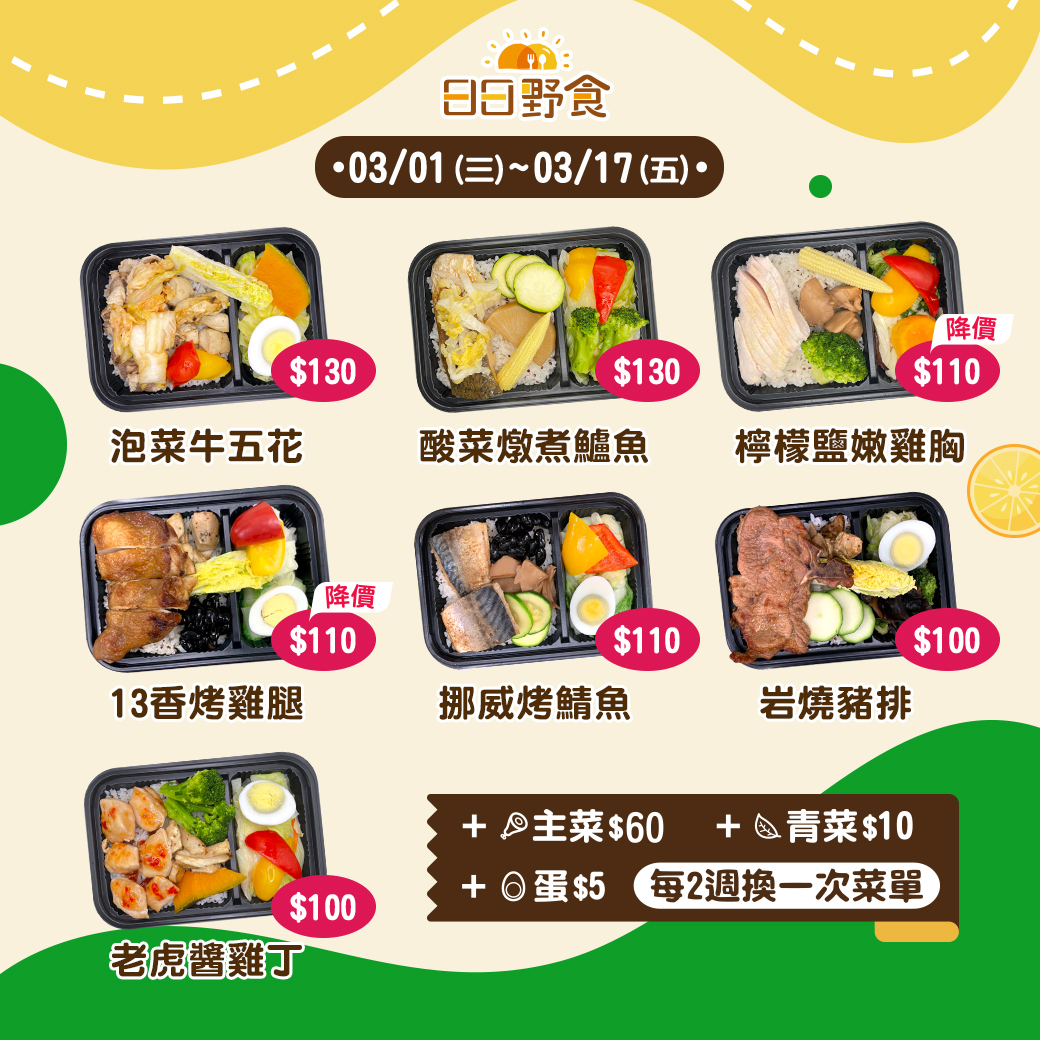 日日野食
•03/01(三)~03/17(五)•
$130
泡菜牛五花
$130
酸菜燉煮鱸魚
降價
$110
檸檬鹽嫩雞胸
降價
$110
13香烤雞腿
$110
挪威烤鯖魚
$100
岩燒豬排
$100
老虎醬雞丁
+主菜$60 +青菜$10
+蛋$5 每2週換一次菜單